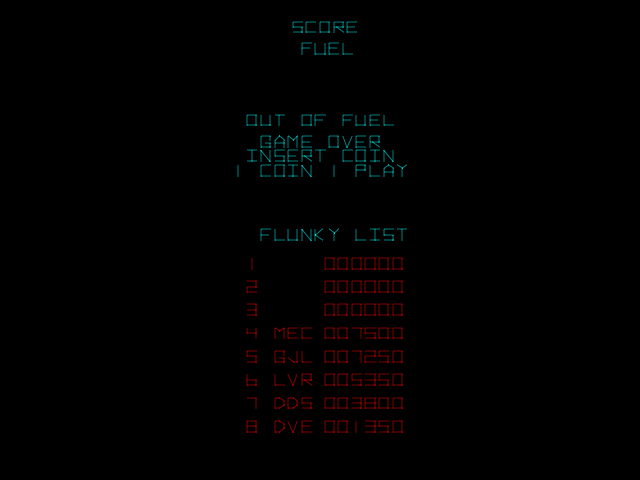 SCORE
FUEL
OUT OF FUEL
GAME OVER
INSERT COIN
1 COIN 1 PLAY
FLUNKY LIST
1 000000
2 000000
3 000000
4 MEC 007500
5 GJL 007250
6 LVR 005350
7 DDS 003800
8 DVE 001350